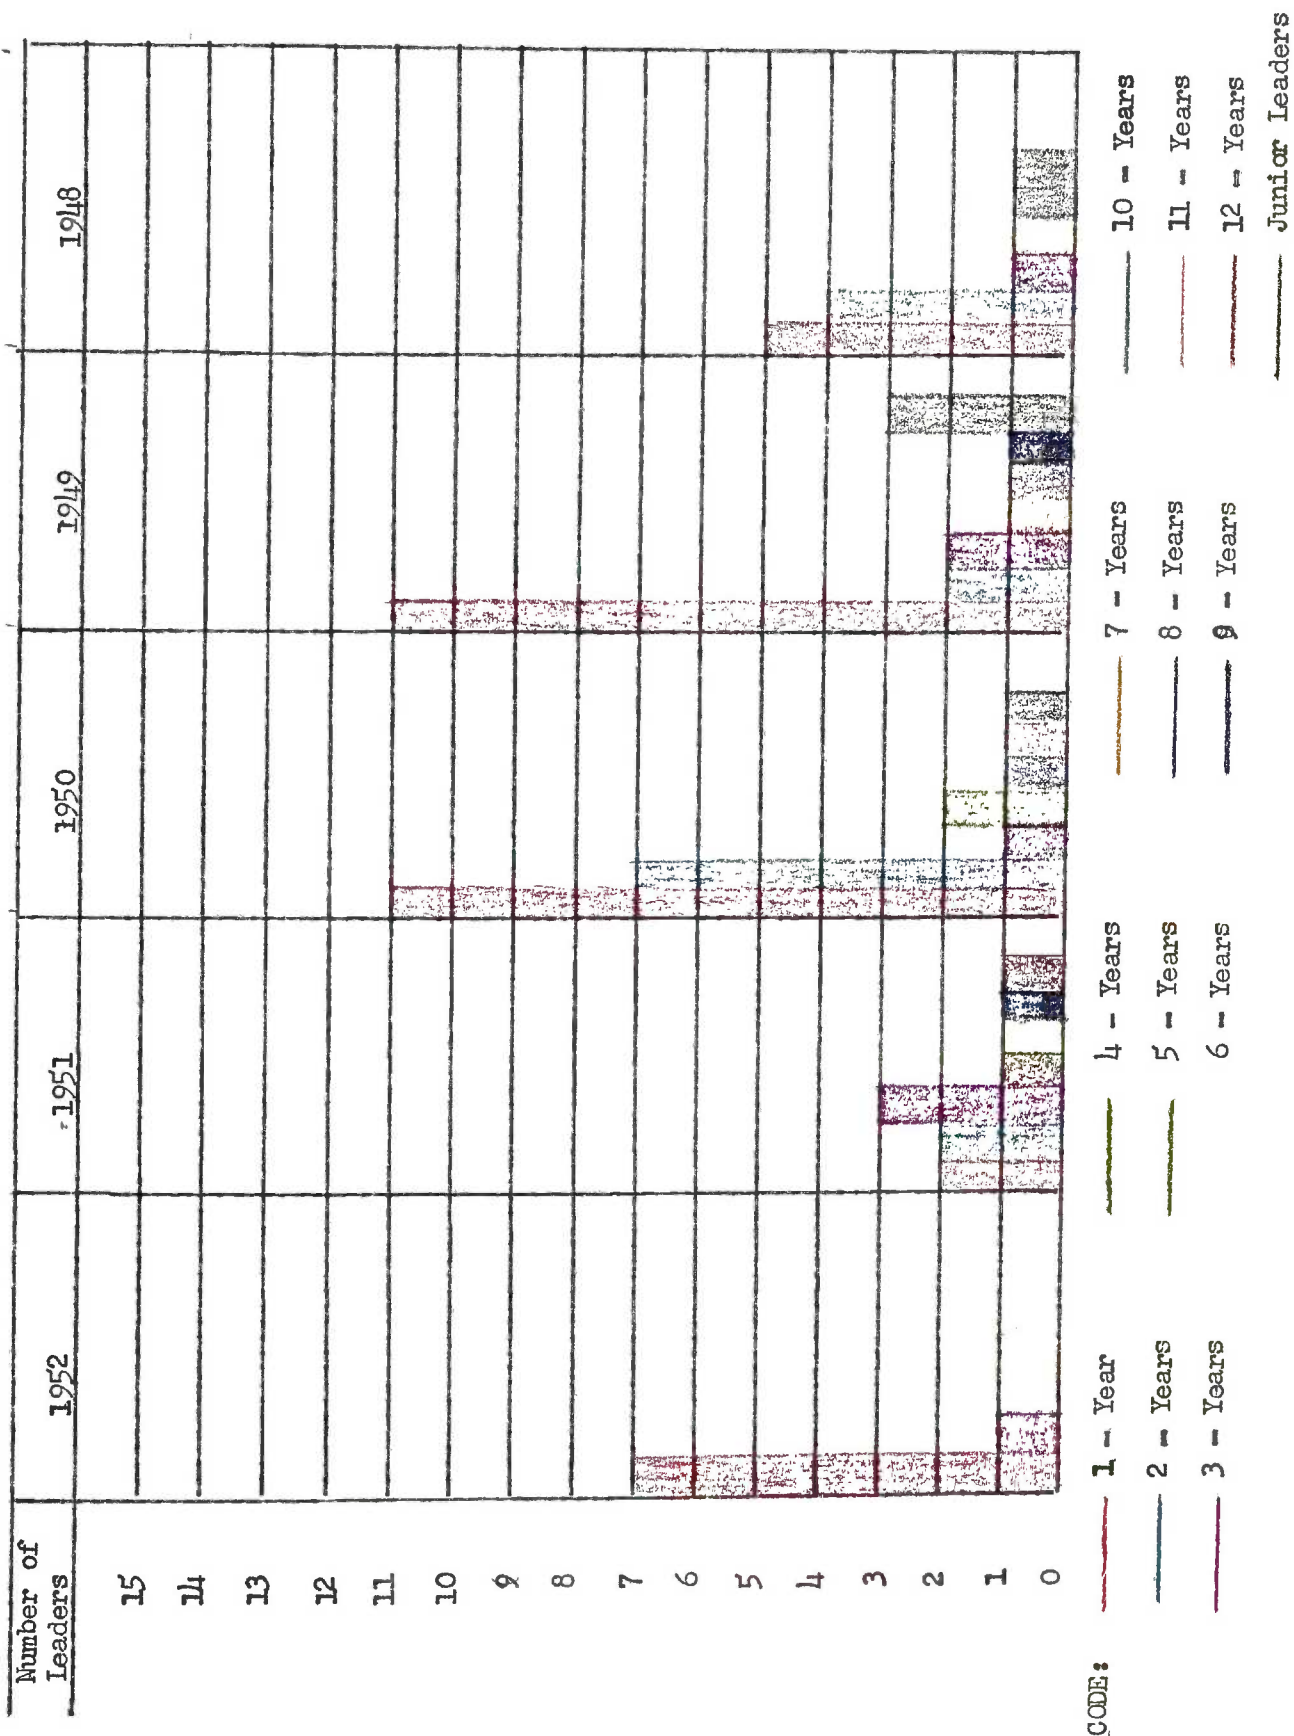 Number of
Leaders
1952
1951
1950
1949
1948
15
14
13
12
11
10
9
8
7
6
5
4
3
2
1
0
CODE:
1 - Year
4 - Years
7 - Years
10 - Years
2 - Years
5 - Years
8 - Years
11 - Years
3 - Years
6 - Years
9 - Years
12 - Years
Junior Leaders